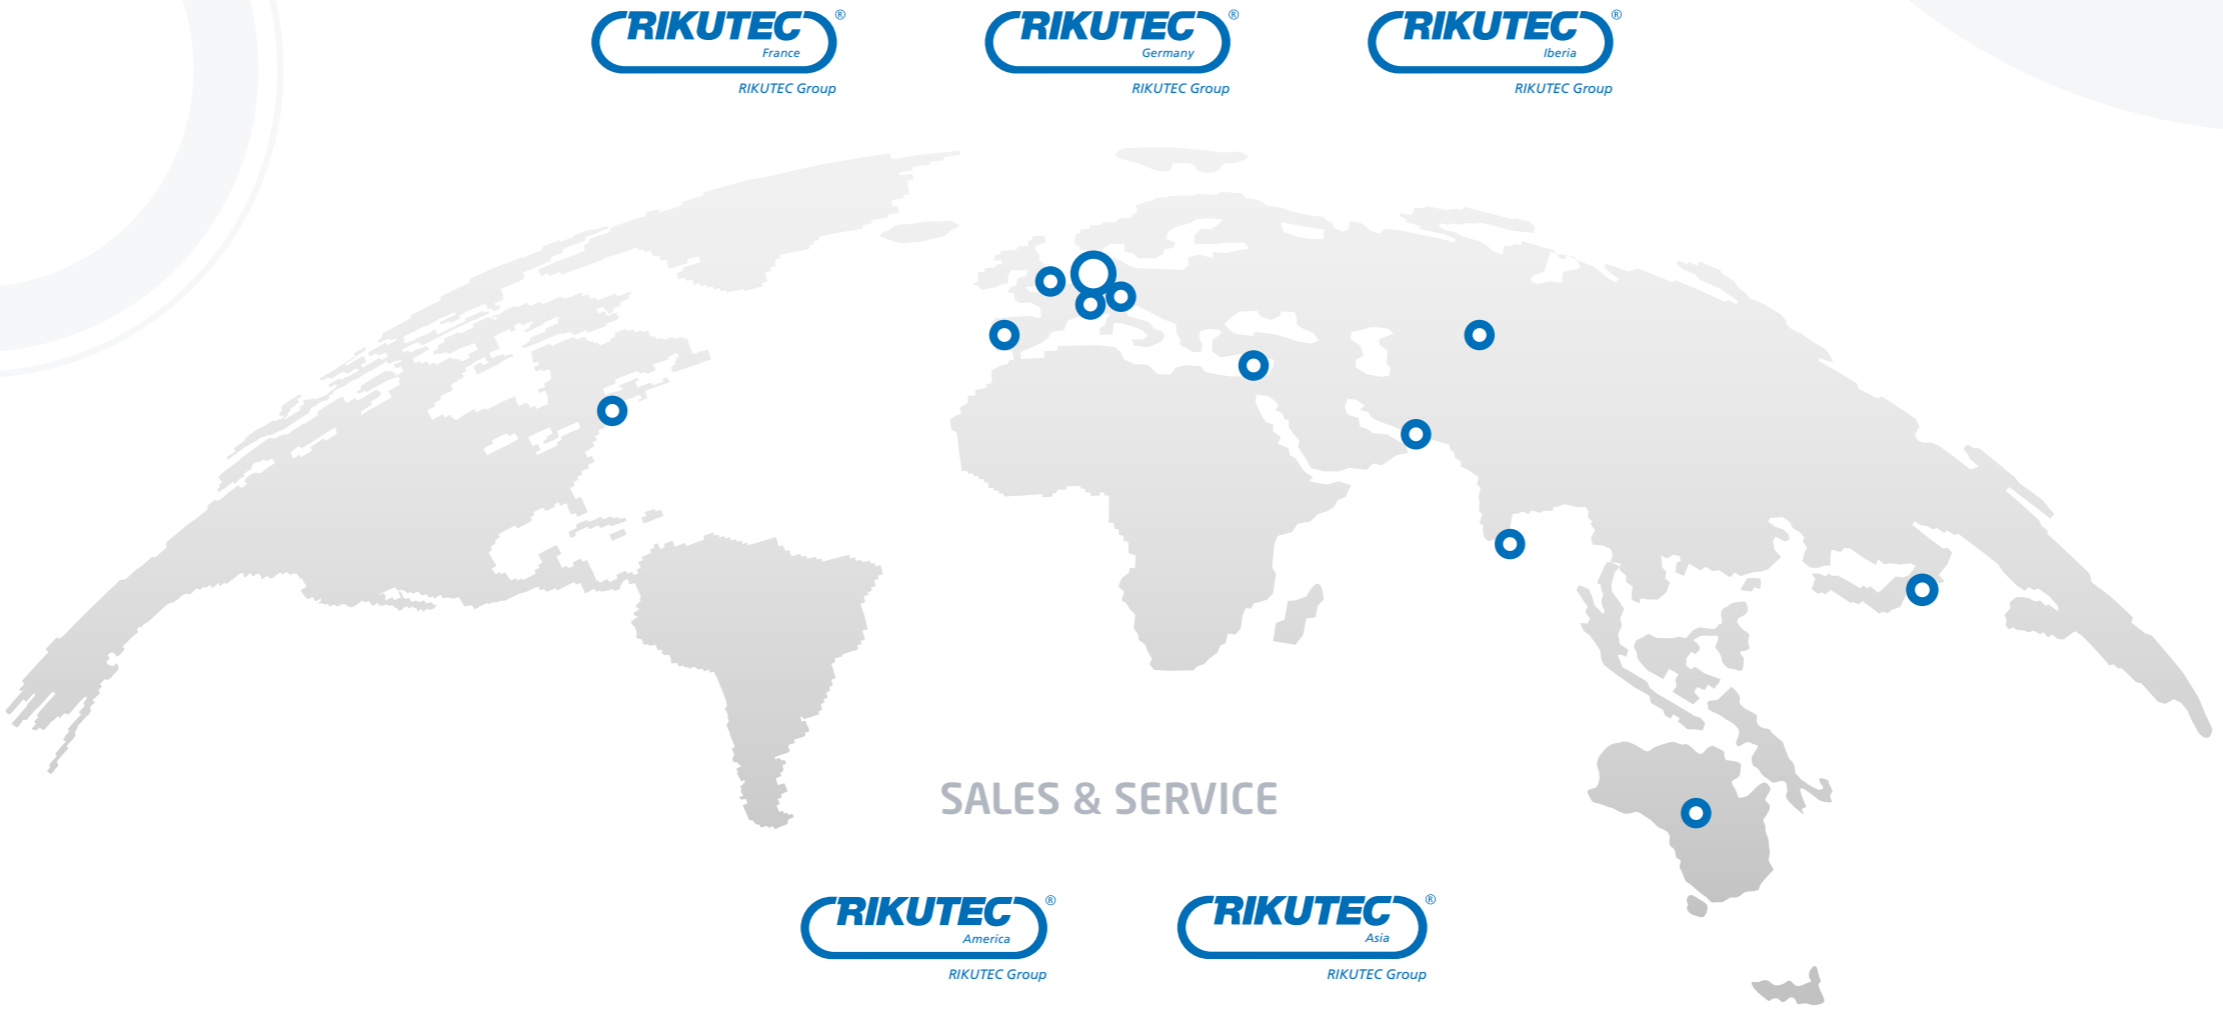 RIKUTEC®
France
RIKUTEC Group
RIKUTEC®
Germany
RIKUTEC Group
RIKUTEC®
Iberia
RIKUTEC Group
SALES & SERVICE
RIKUTEC®
America
RIKUTEC Group
RIKUTEC®
Asia
RIKUTEC Group